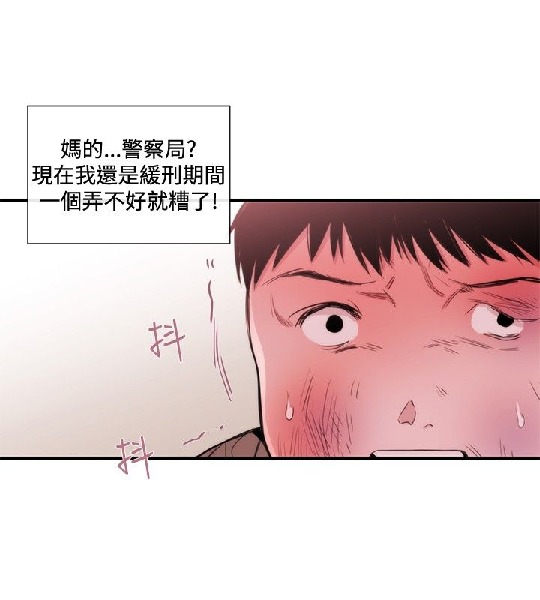 媽的...警察局?
現在我還是緩刑期間
一個弄不好就糟了!
抖
抖